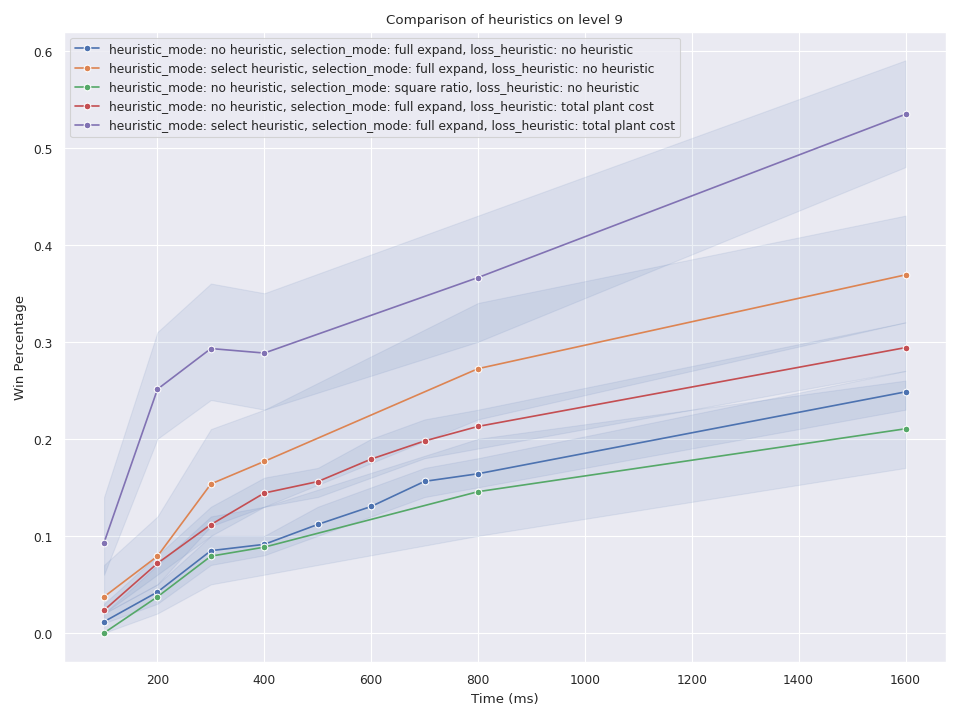 Comparison of heuristics on level 9
heuristic_mode: no heuristic, selection_mode: full expand, loss_heuristic: no heuristic
heuristic_mode: select heuristic, selection_mode: full expand, loss_heuristic: no heuristic
heuristic_mode: no heuristic, selection_mode: square ratio, loss_heuristic: no heuristic
heuristic_mode: no heuristic, selection_mode: full expand, loss_heuristic: total plant cost
heuristic_mode: select heuristic, selection_mode: full expand, loss_heuristic: total plant cost
Win Percentage
0.6
0.5
0.4
0.3
0.2
0.1
0.0
200 400 600 800 1000 1200 1400 1600
Time (ms)